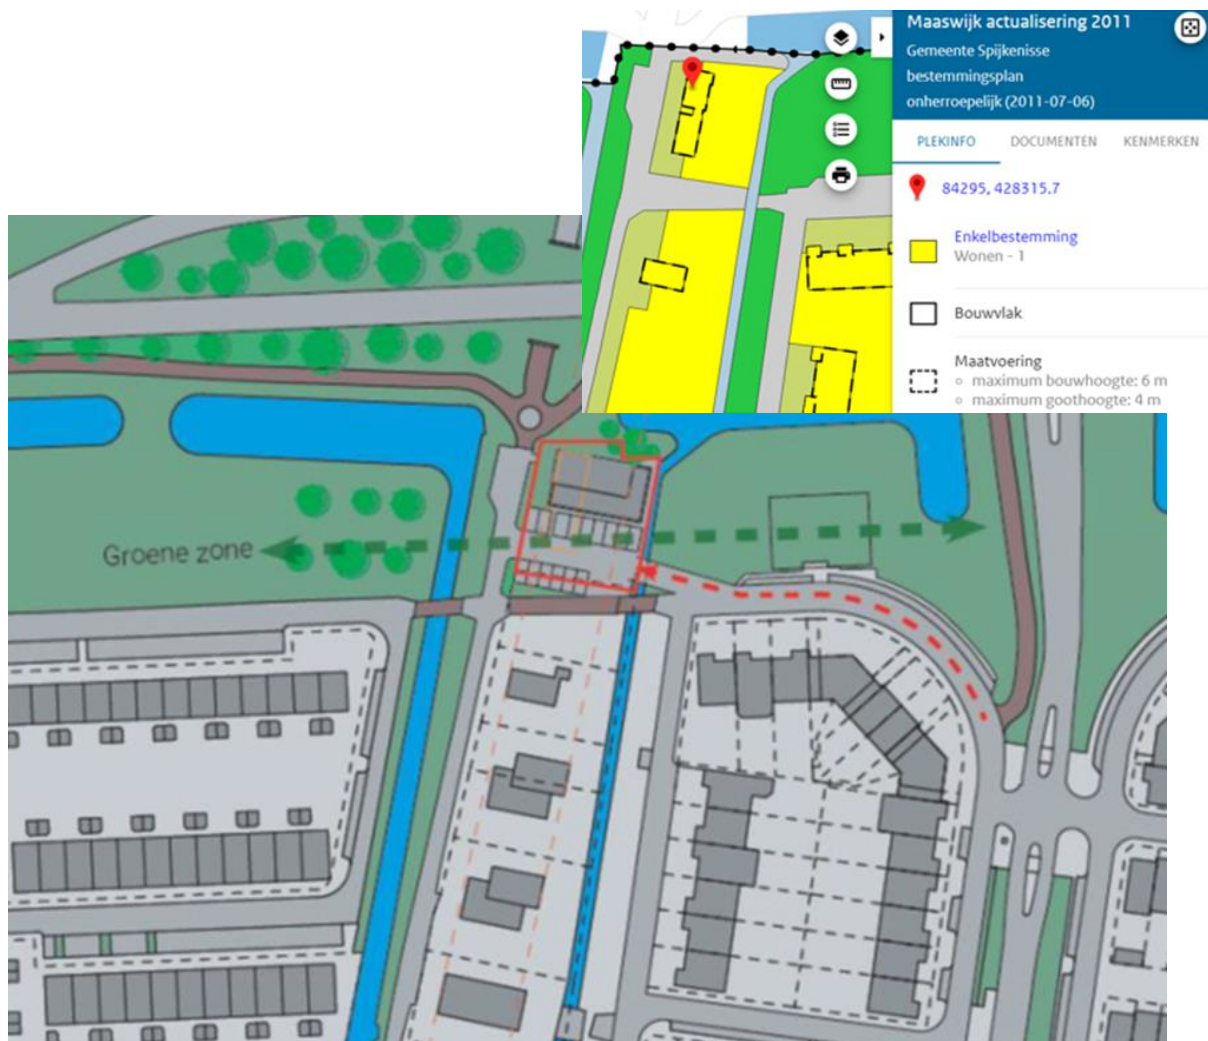 Maaswijk actualisering 2011
Gemeente Spijkenisse
bestemmingsplan
onherroepelijk (2011-07-06)
PLEKINFO DOCUMENTEN KENMERKEN
84295, 428315.7
Enkelbestemming
Wonen - 1
Bouwvlak
Maatvoering
maximum bouwhoogte: 6 m
maximum goothoogte: 4 m
Groene zone